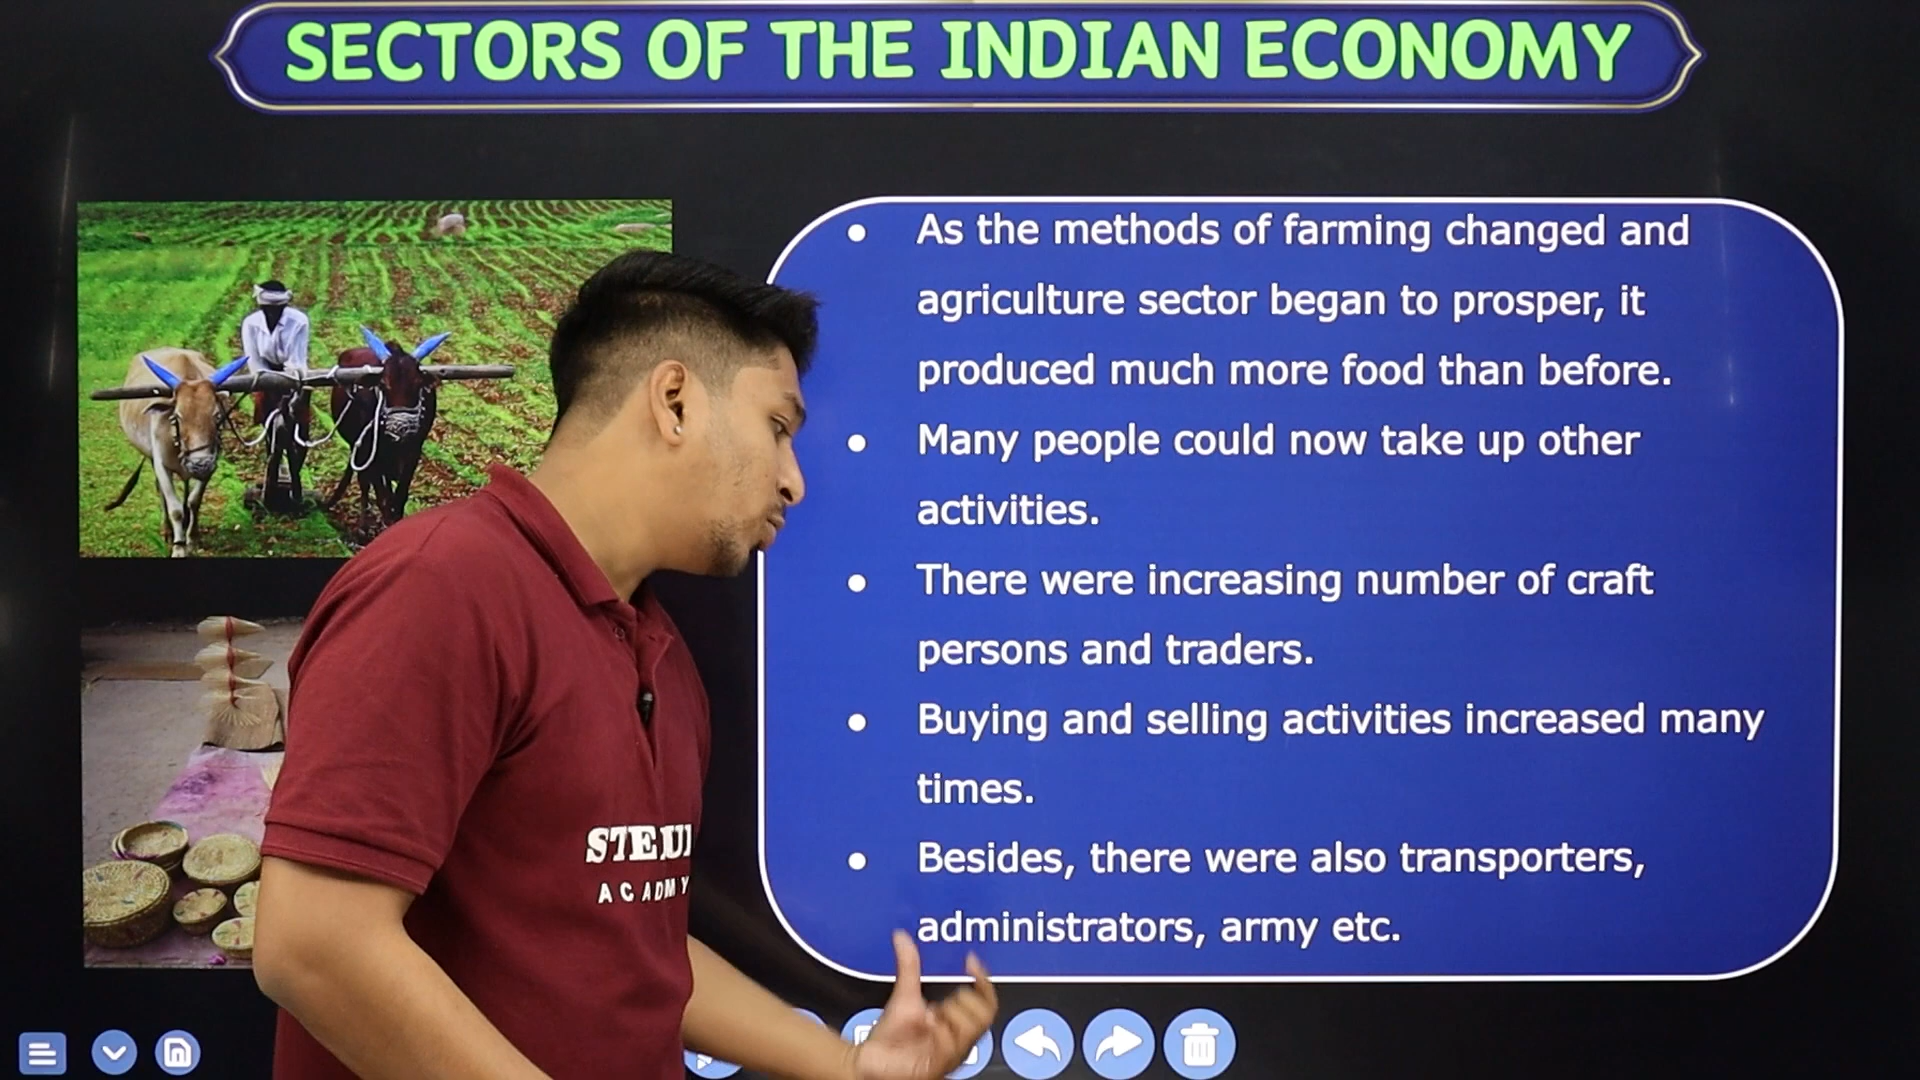 SECTORS OF THE INDIAN ECONOMY
• As the methods of farming changed and
agriculture sector began to prosper, it
produced much more food than before.
• Many people could now take up other
activities.
• There were increasing number of craft
persons and traders.
• Buying and selling activities increased many
times.
• Besides, there were also transporters,
administrators, army etc.
ACADMY